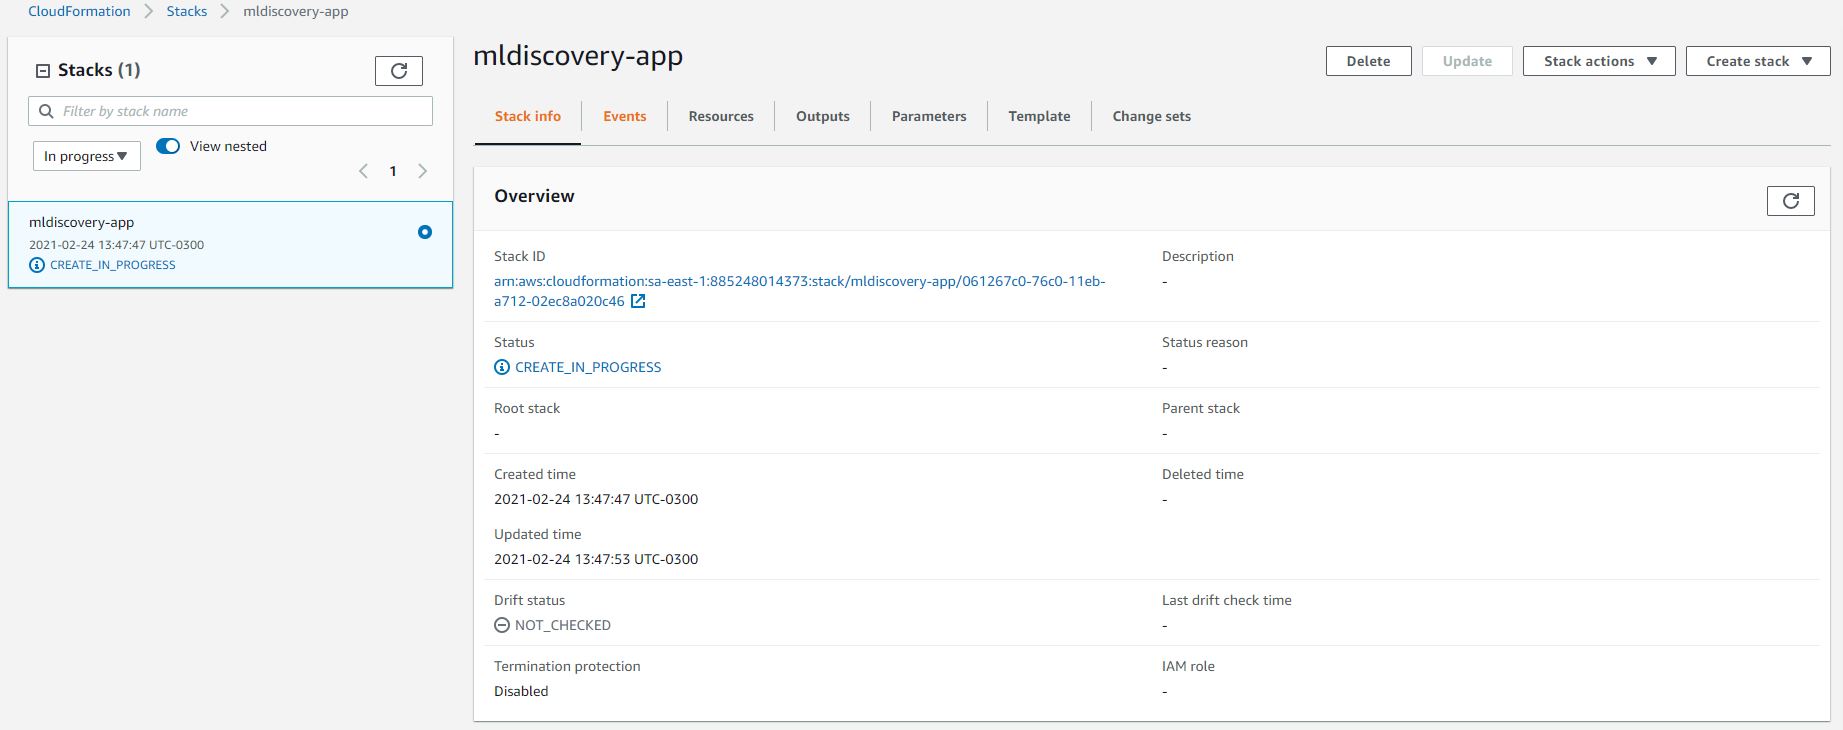 CloudFormation > Stacks > mldiscovery-app
Stacks (1)
Filter by stack name
In progress
View nested
1
mldiscovery-app
2021-02-24 13:47:47 UTC-0300
CREATE_IN_PROGRESS
mldiscovery-app
Delete
Update
Stack actions
Create stack
Stack info
Events
Resources
Outputs
Parameters
Template
Change sets
Overview
Stack ID
arn:aws:cloudformation:sa-east-1:885248014373:stack/mldiscovery-app/061267c0-76c0-11eb-
a712-02ec8a020c46
Description
-
Status
CREATE_IN_PROGRESS
Status reason
-
Root stack
-
Parent stack
-
Created time
2021-02-24 13:47:47 UTC-0300
Deleted time
-
Updated time
2021-02-24 13:47:53 UTC-0300
Drift status
NOT_CHECKED
Last drift check time
-
Termination protection
Disabled
IAM role
-